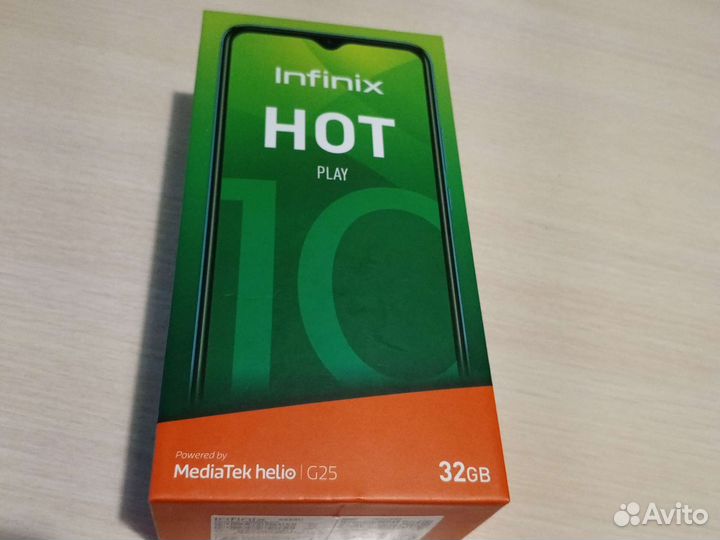 Infinix
HOT
PLAY
10
Powered by
MediaTek helio | G25
32GB
Avito